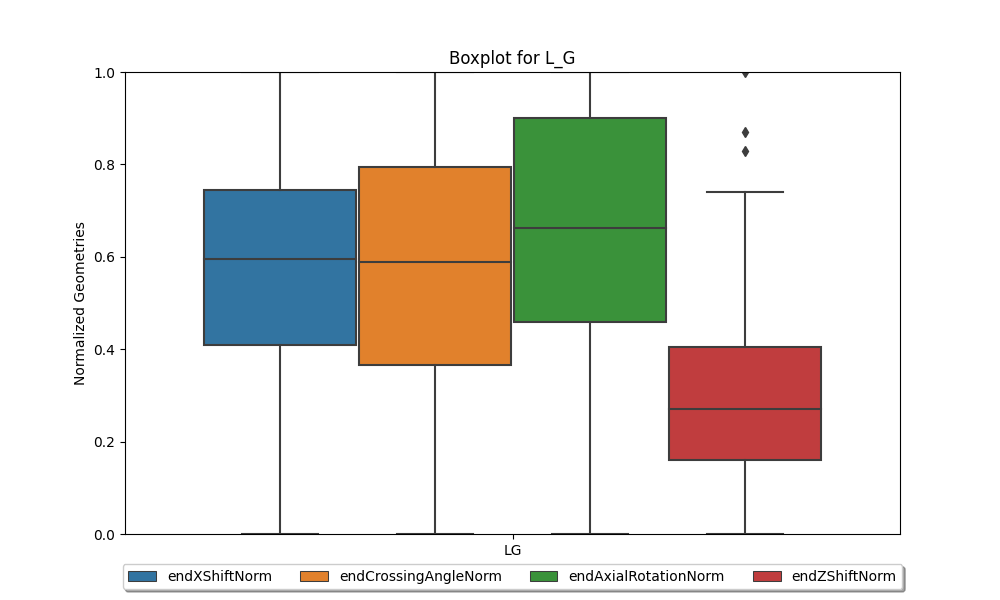 Boxplot for L_G
1.0
0.8
0.6
0.4
0.2
0.0
Normalized Geometries
LG
endXShiftNorm endCrossingAngleNorm endAxialRotationNorm endZShiftNorm